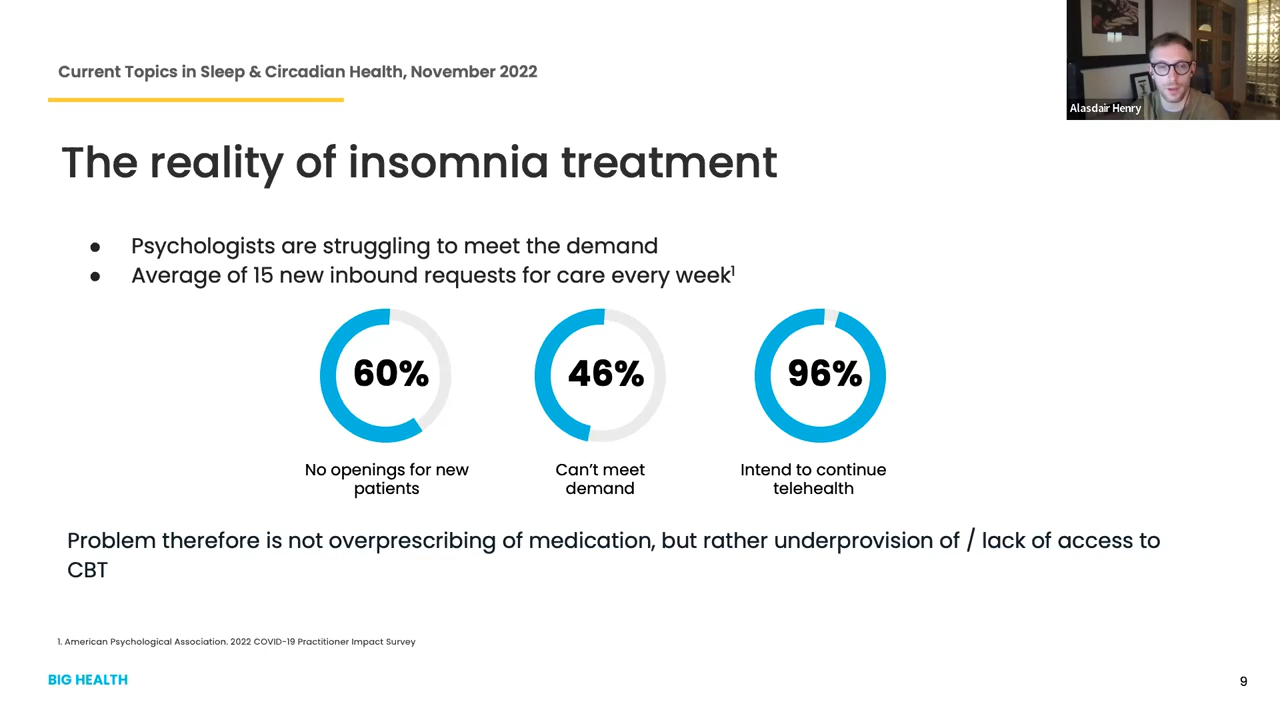 Current Topics in Sleep & Circadian Health, November 2022
Alasdair Henry
The reality of insomnia treatment
● Psychologists are struggling to meet the demand
● Average of 15 new inbound requests for care every week¹
60%
46%
96%
No openings for new
patients
Can't meet
demand
Intend to continue
telehealth
Problem therefore is not overprescribing of medication, but rather underprovision of / lack of access to
CBT
1. American Psychological Association. 2022 COVID-19 Practitioner Impact Survey
BIG HEALTH
9